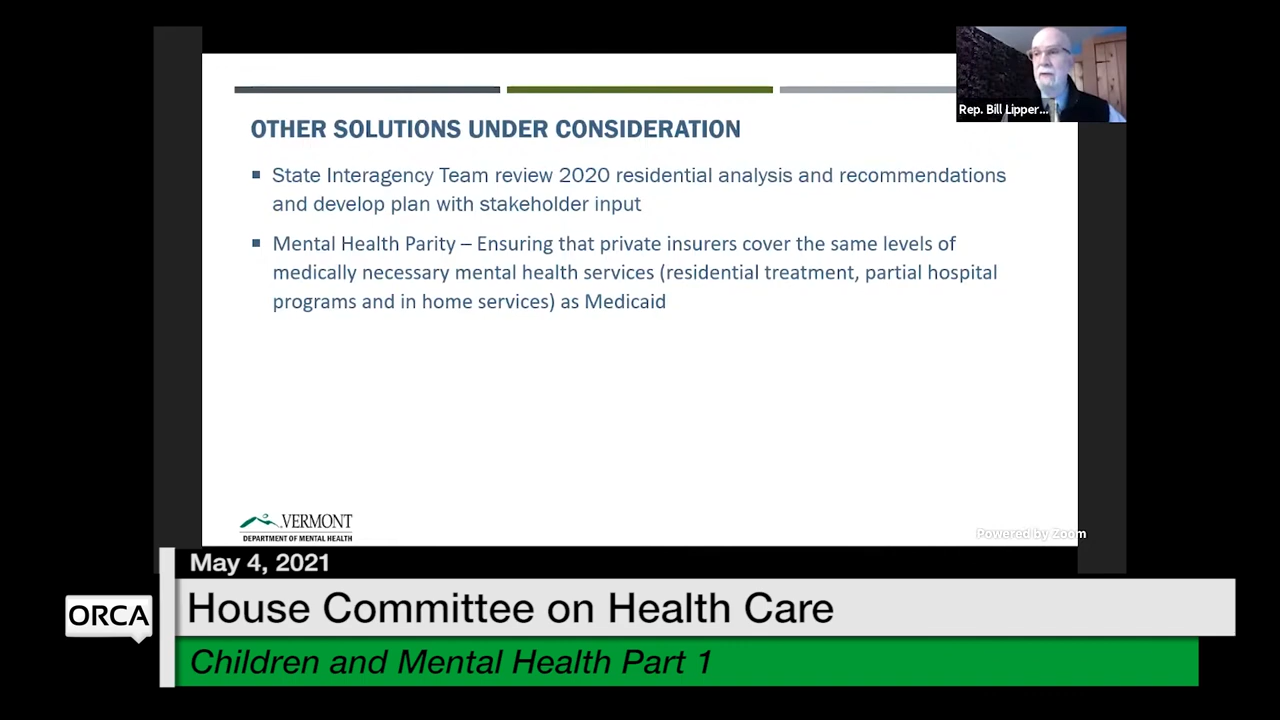 Rep. Bill Lipper...
OTHER SOLUTIONS UNDER CONSIDERATION
▪ State Interagency Team review 2020 residential analysis and recommendations
and develop plan with stakeholder input
▪ Mental Health Parity – Ensuring that private insurers cover the same levels of
medically necessary mental health services (residential treatment, partial hospital
programs and in home services) as Medicaid
VERMONT
DEPARTMENT OF MENTAL HEALTH
Powered by Zoom
May 4, 2021
ORCA
House Committee on Health Care
Children and Mental Health Part 1